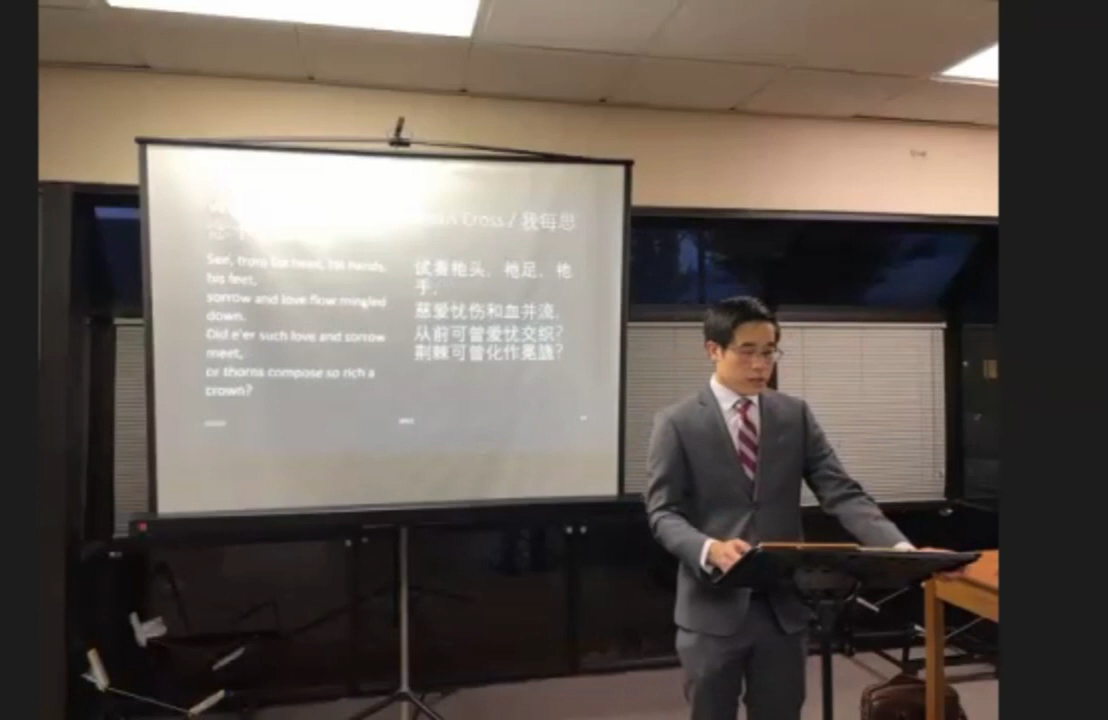 Cross / 我每思
See, from his head, his hands,
his feet,
sorrow and love flow mingled
down.
Did e'er such love and sorrow
meet,
or thorns compose so rich a
crown?
试看祂头、祂足、祂
手，
慈爱忧伤和血并流，
从前可曾爱忧交织？
荆棘可曾化作冕旒？